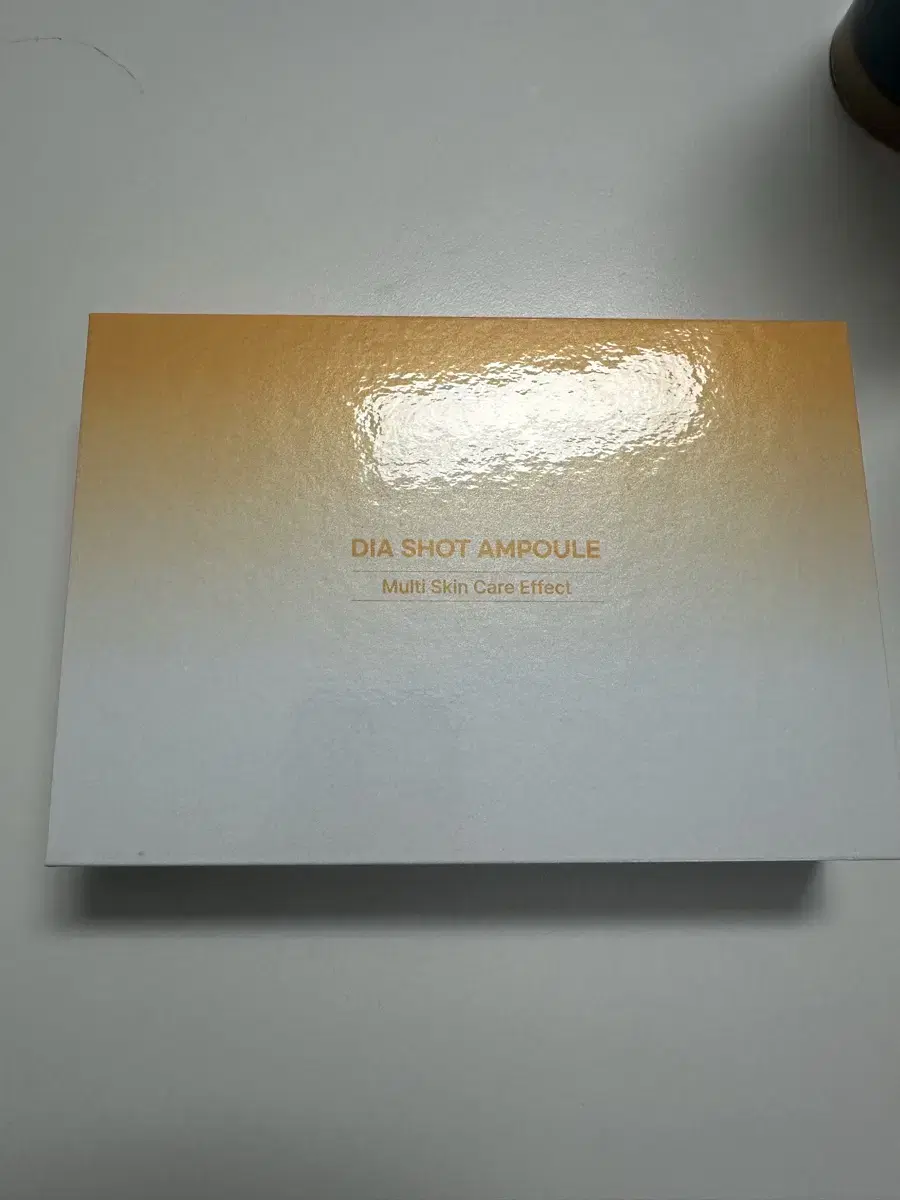 DIA SHOT AMPOULE
Multi Skin Care Effect